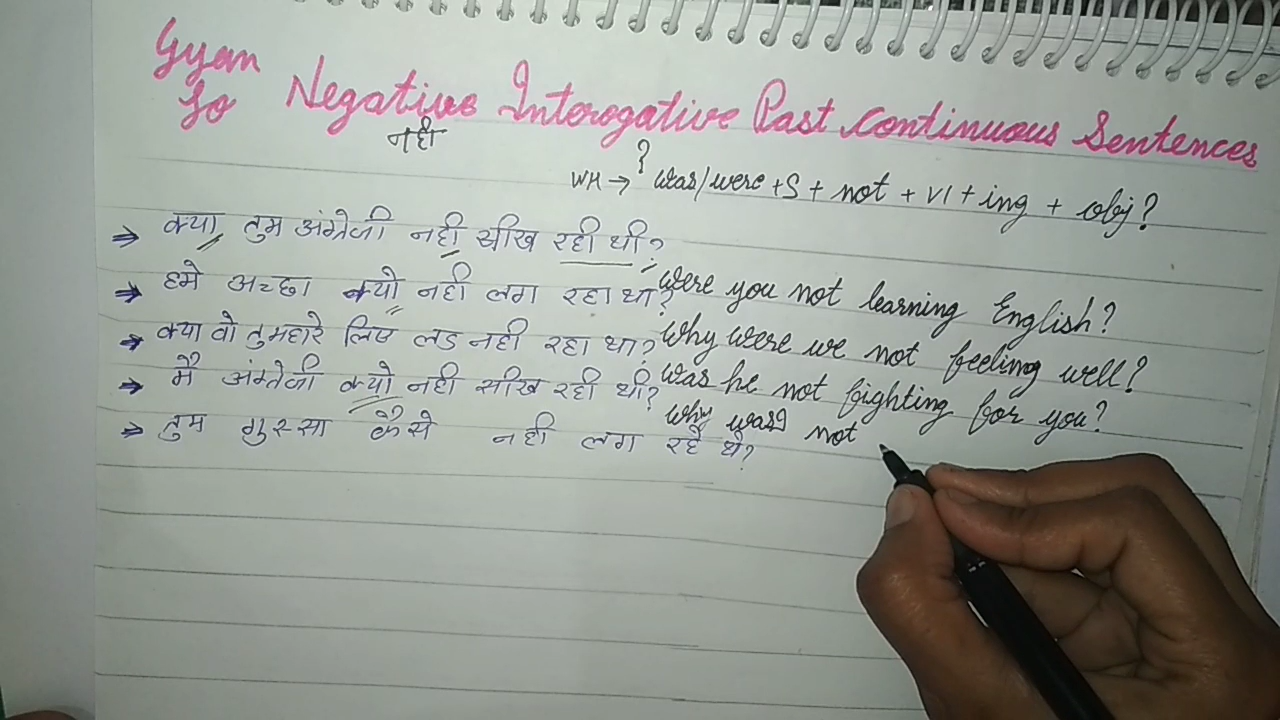 Gyan Negative Interogative Past Continuous Sentences
So
नही
WH → ? was/were + S + not + V1 + ing + obj?
⇒ क्या तुम अंग्रेजी नही सीख रही थी?
Were you not learning English?
⇒ हमे अच्छा क्यो नही लग रहा था?
Why were we not feeling well?
⇒ क्या वो तुमहारे लिए लड नही रहा था?
Was he not fighting for you?
⇒ मै अंग्रेजी क्यो नही सीख रही थी?
Why was I not
⇒ तुम गुस्सा कैसे नही लग रहे थे?